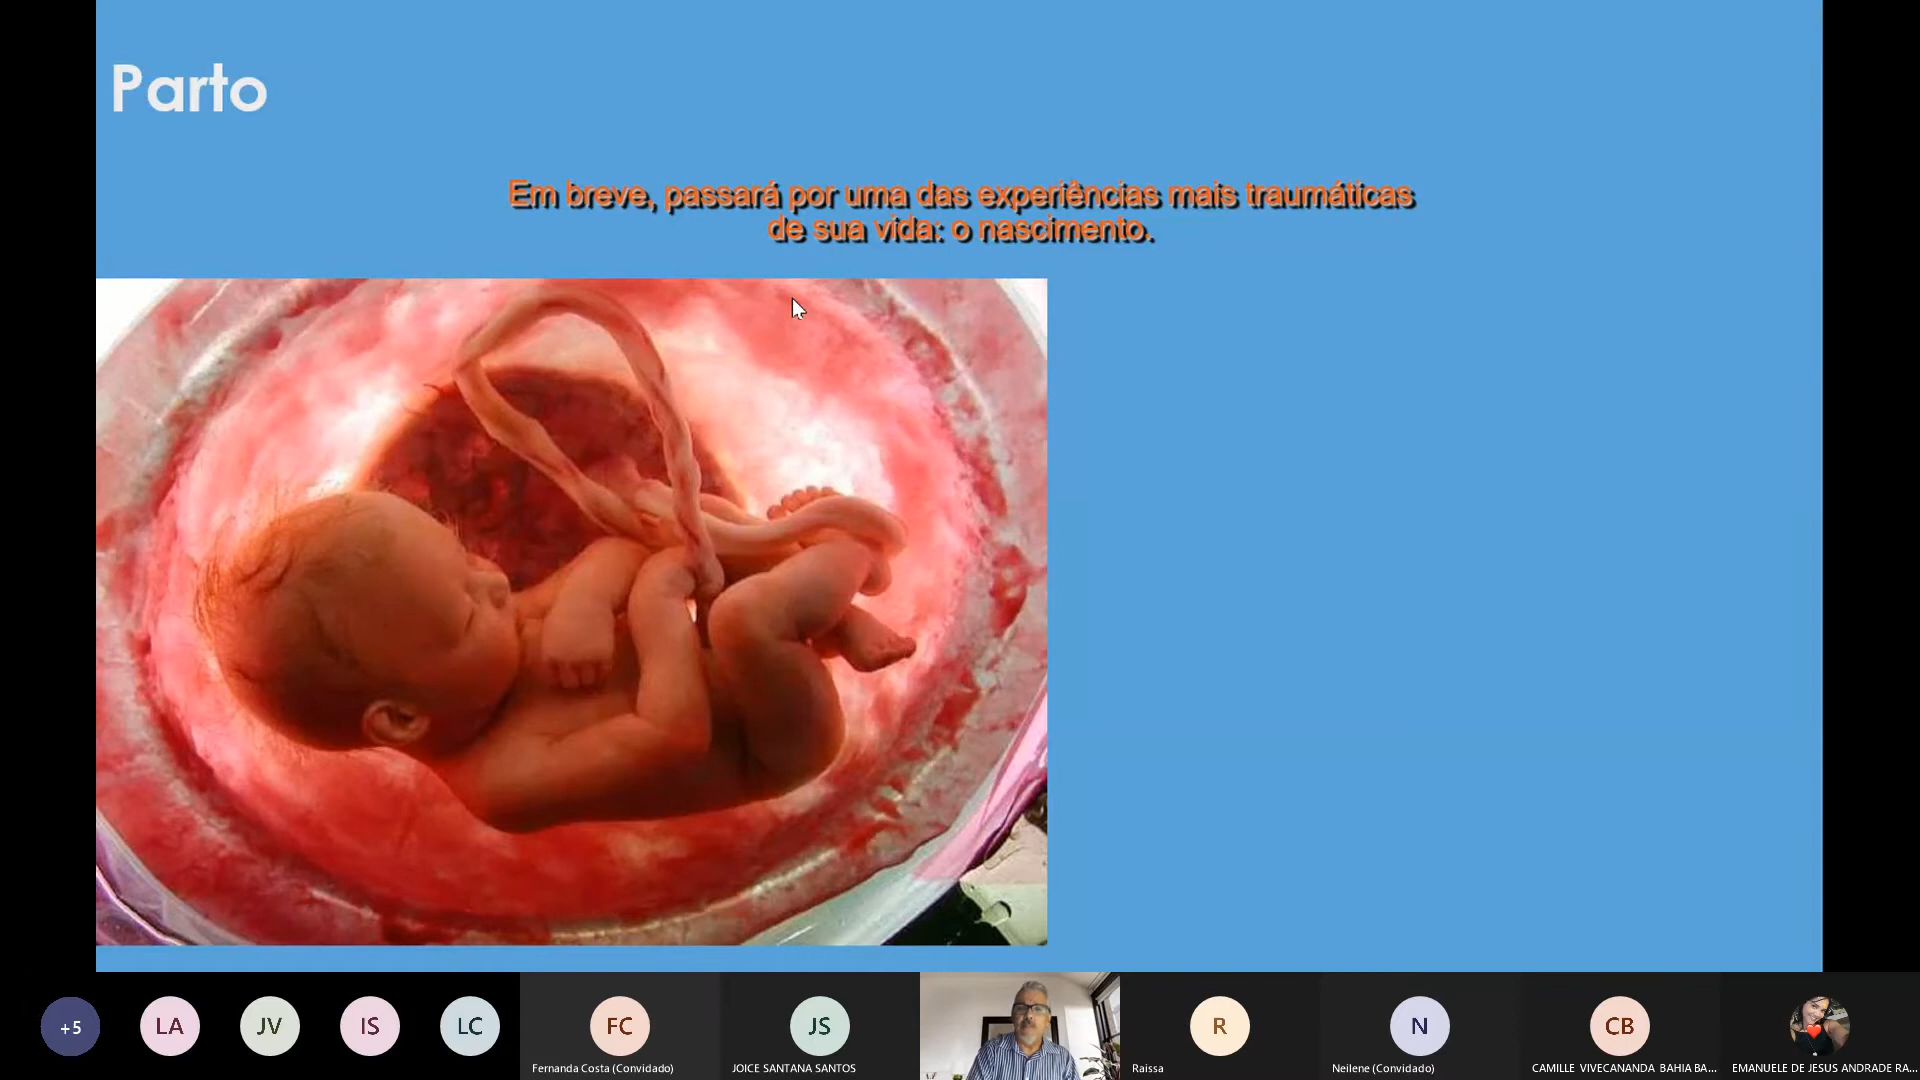 Parto
Em breve, passará por uma das experiências mais traumáticas
de sua vida: o nascimento.
+5
LA
JV
IS
LC
FC
JS
R
N
CB
Fernanda Costa (Convidado)
JOICE SANTANA SANTOS
Raissa
Neilene (Convidado)
CAMILLE VIVECANANDA BAHIA BA...
EMANUELE DE JESUS ANDRADE RA...